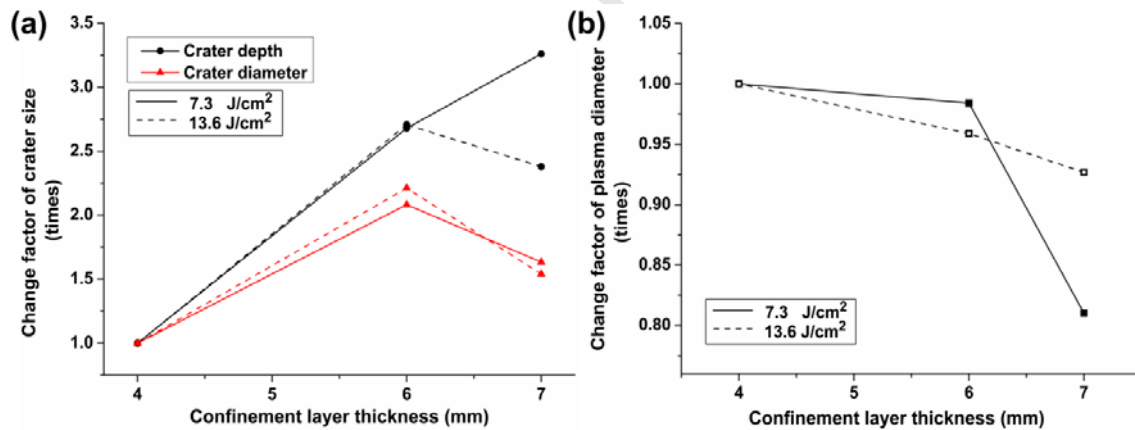 (a)
Change factor of crater size
(times)
3.5
3.0
2.5
2.0
1.5
1.0
Crater depth
Crater diameter
7.3 J/cm²
13.6 J/cm²
4
5
6
7
Confinement layer thickness (mm)
(b)
Change factor of plasma diameter
(times)
1.05
1.00
0.95
0.90
0.85
0.80
7.3 J/cm²
13.6 J/cm²
4
5
6
7
Confinement layer thickness (mm)